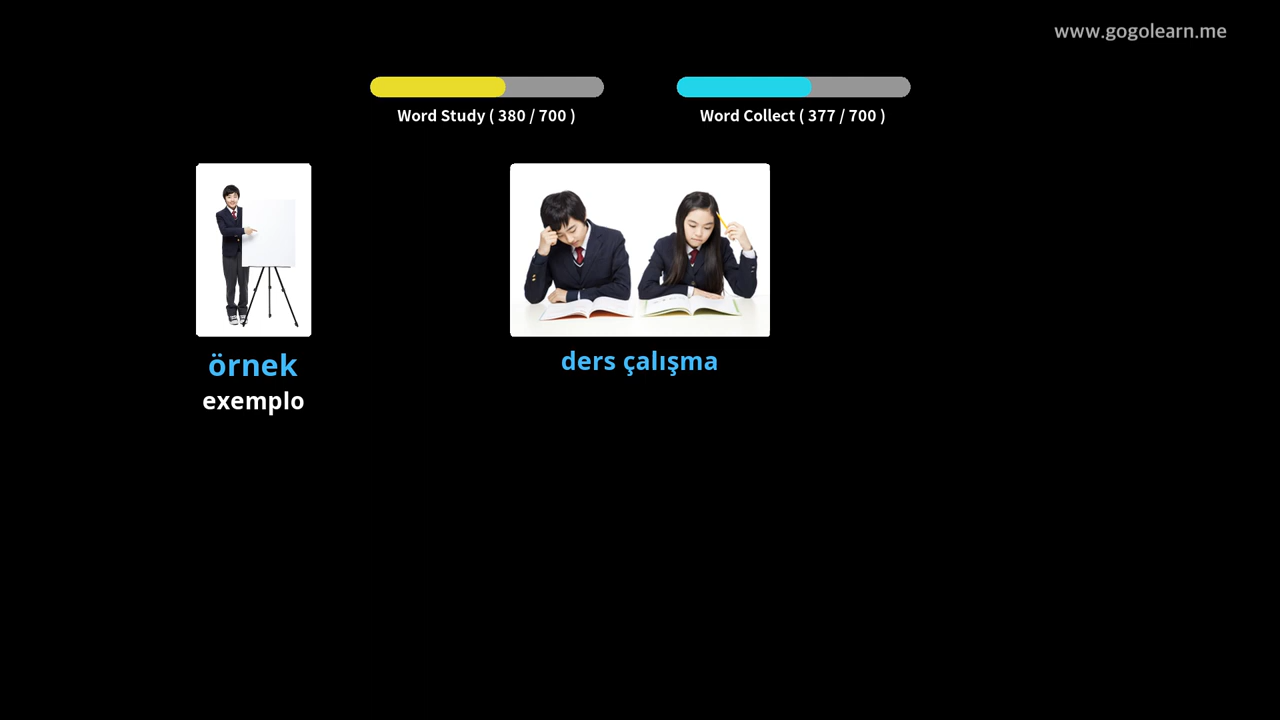 www.gogolearn.me
Word Study ( 380 / 700 )
Word Collect ( 377 / 700 )
örnek
exemplo
ders çalışma